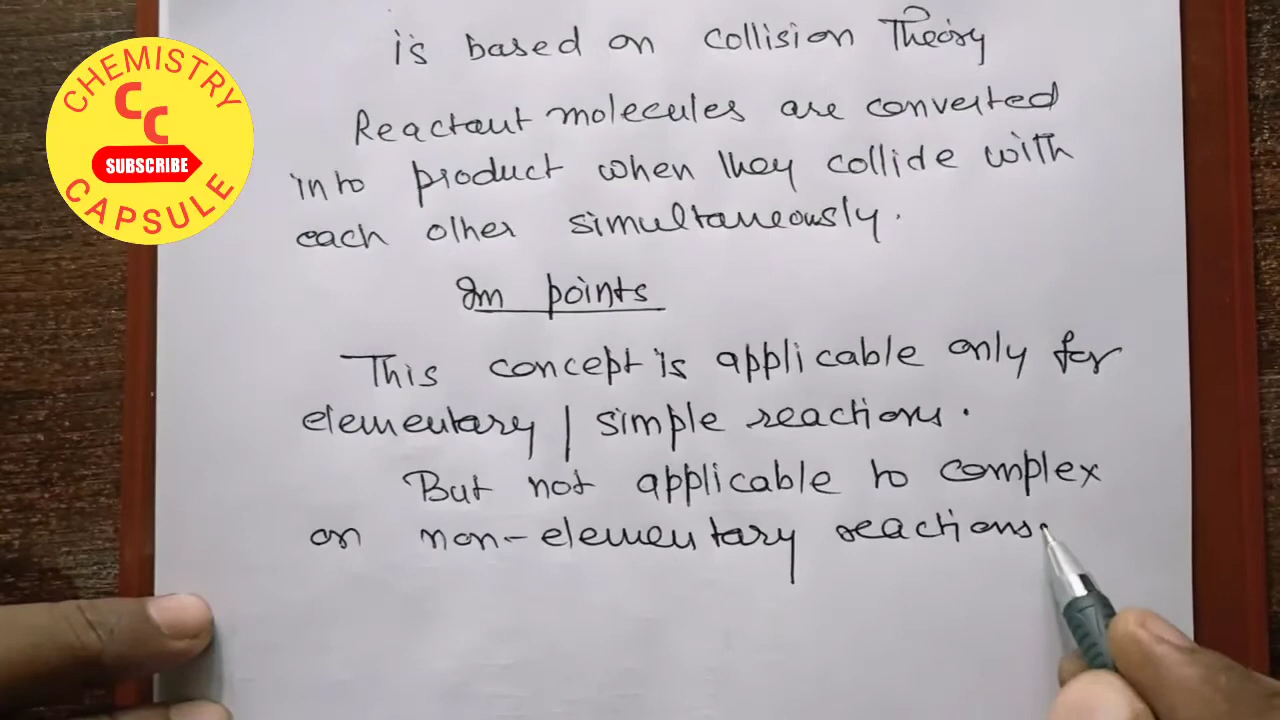 CHEMISTRY
CC
SUBSCRIBE
CAPSULE
is based on collision Theory
Reactant molecules are converted
into product when they collide with
each other simultaneously.
Im points
This concept is applicable only for
elementary / simple reactions.
But not applicable to complex
or non-elementary reactions.